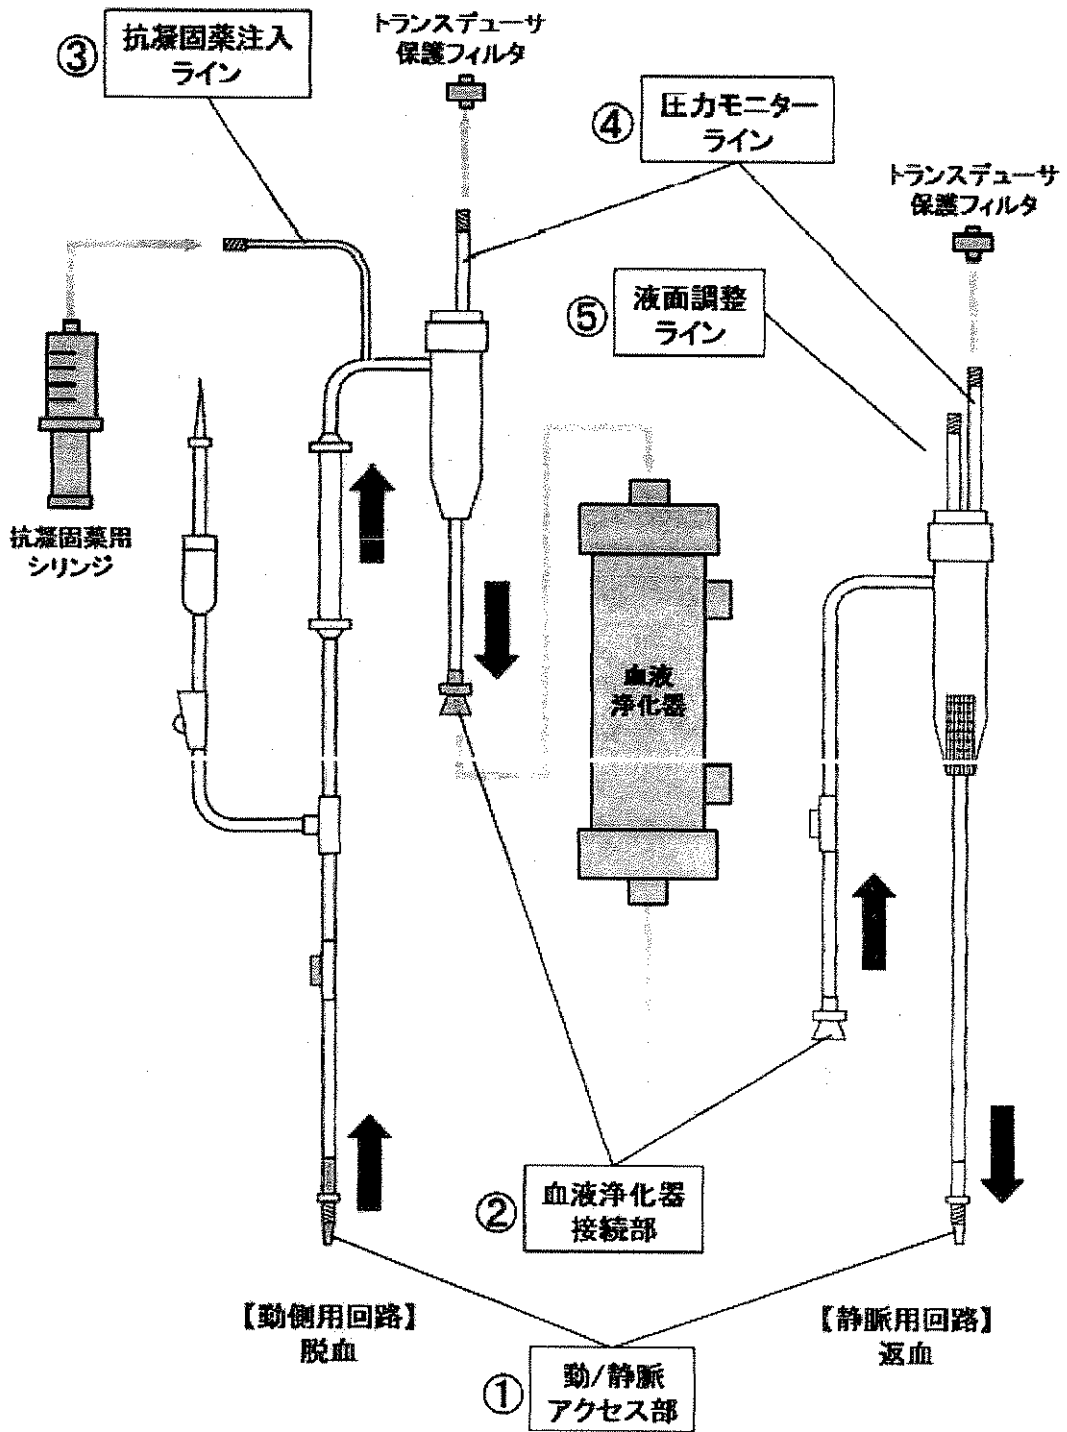 ③
抗凝固薬注入
ライン
トランスデューサ
保護フィルタ
④
圧力モニター
ライン
トランスデューサ
保護フィルタ
⑤
液面調整
ライン
抗凝固薬用
シリンジ
血液
浄化器
②
血液浄化器
接続部
【動側用回路】
脱血
【静脈用回路】
返血
①
動/静脈
アクセス部